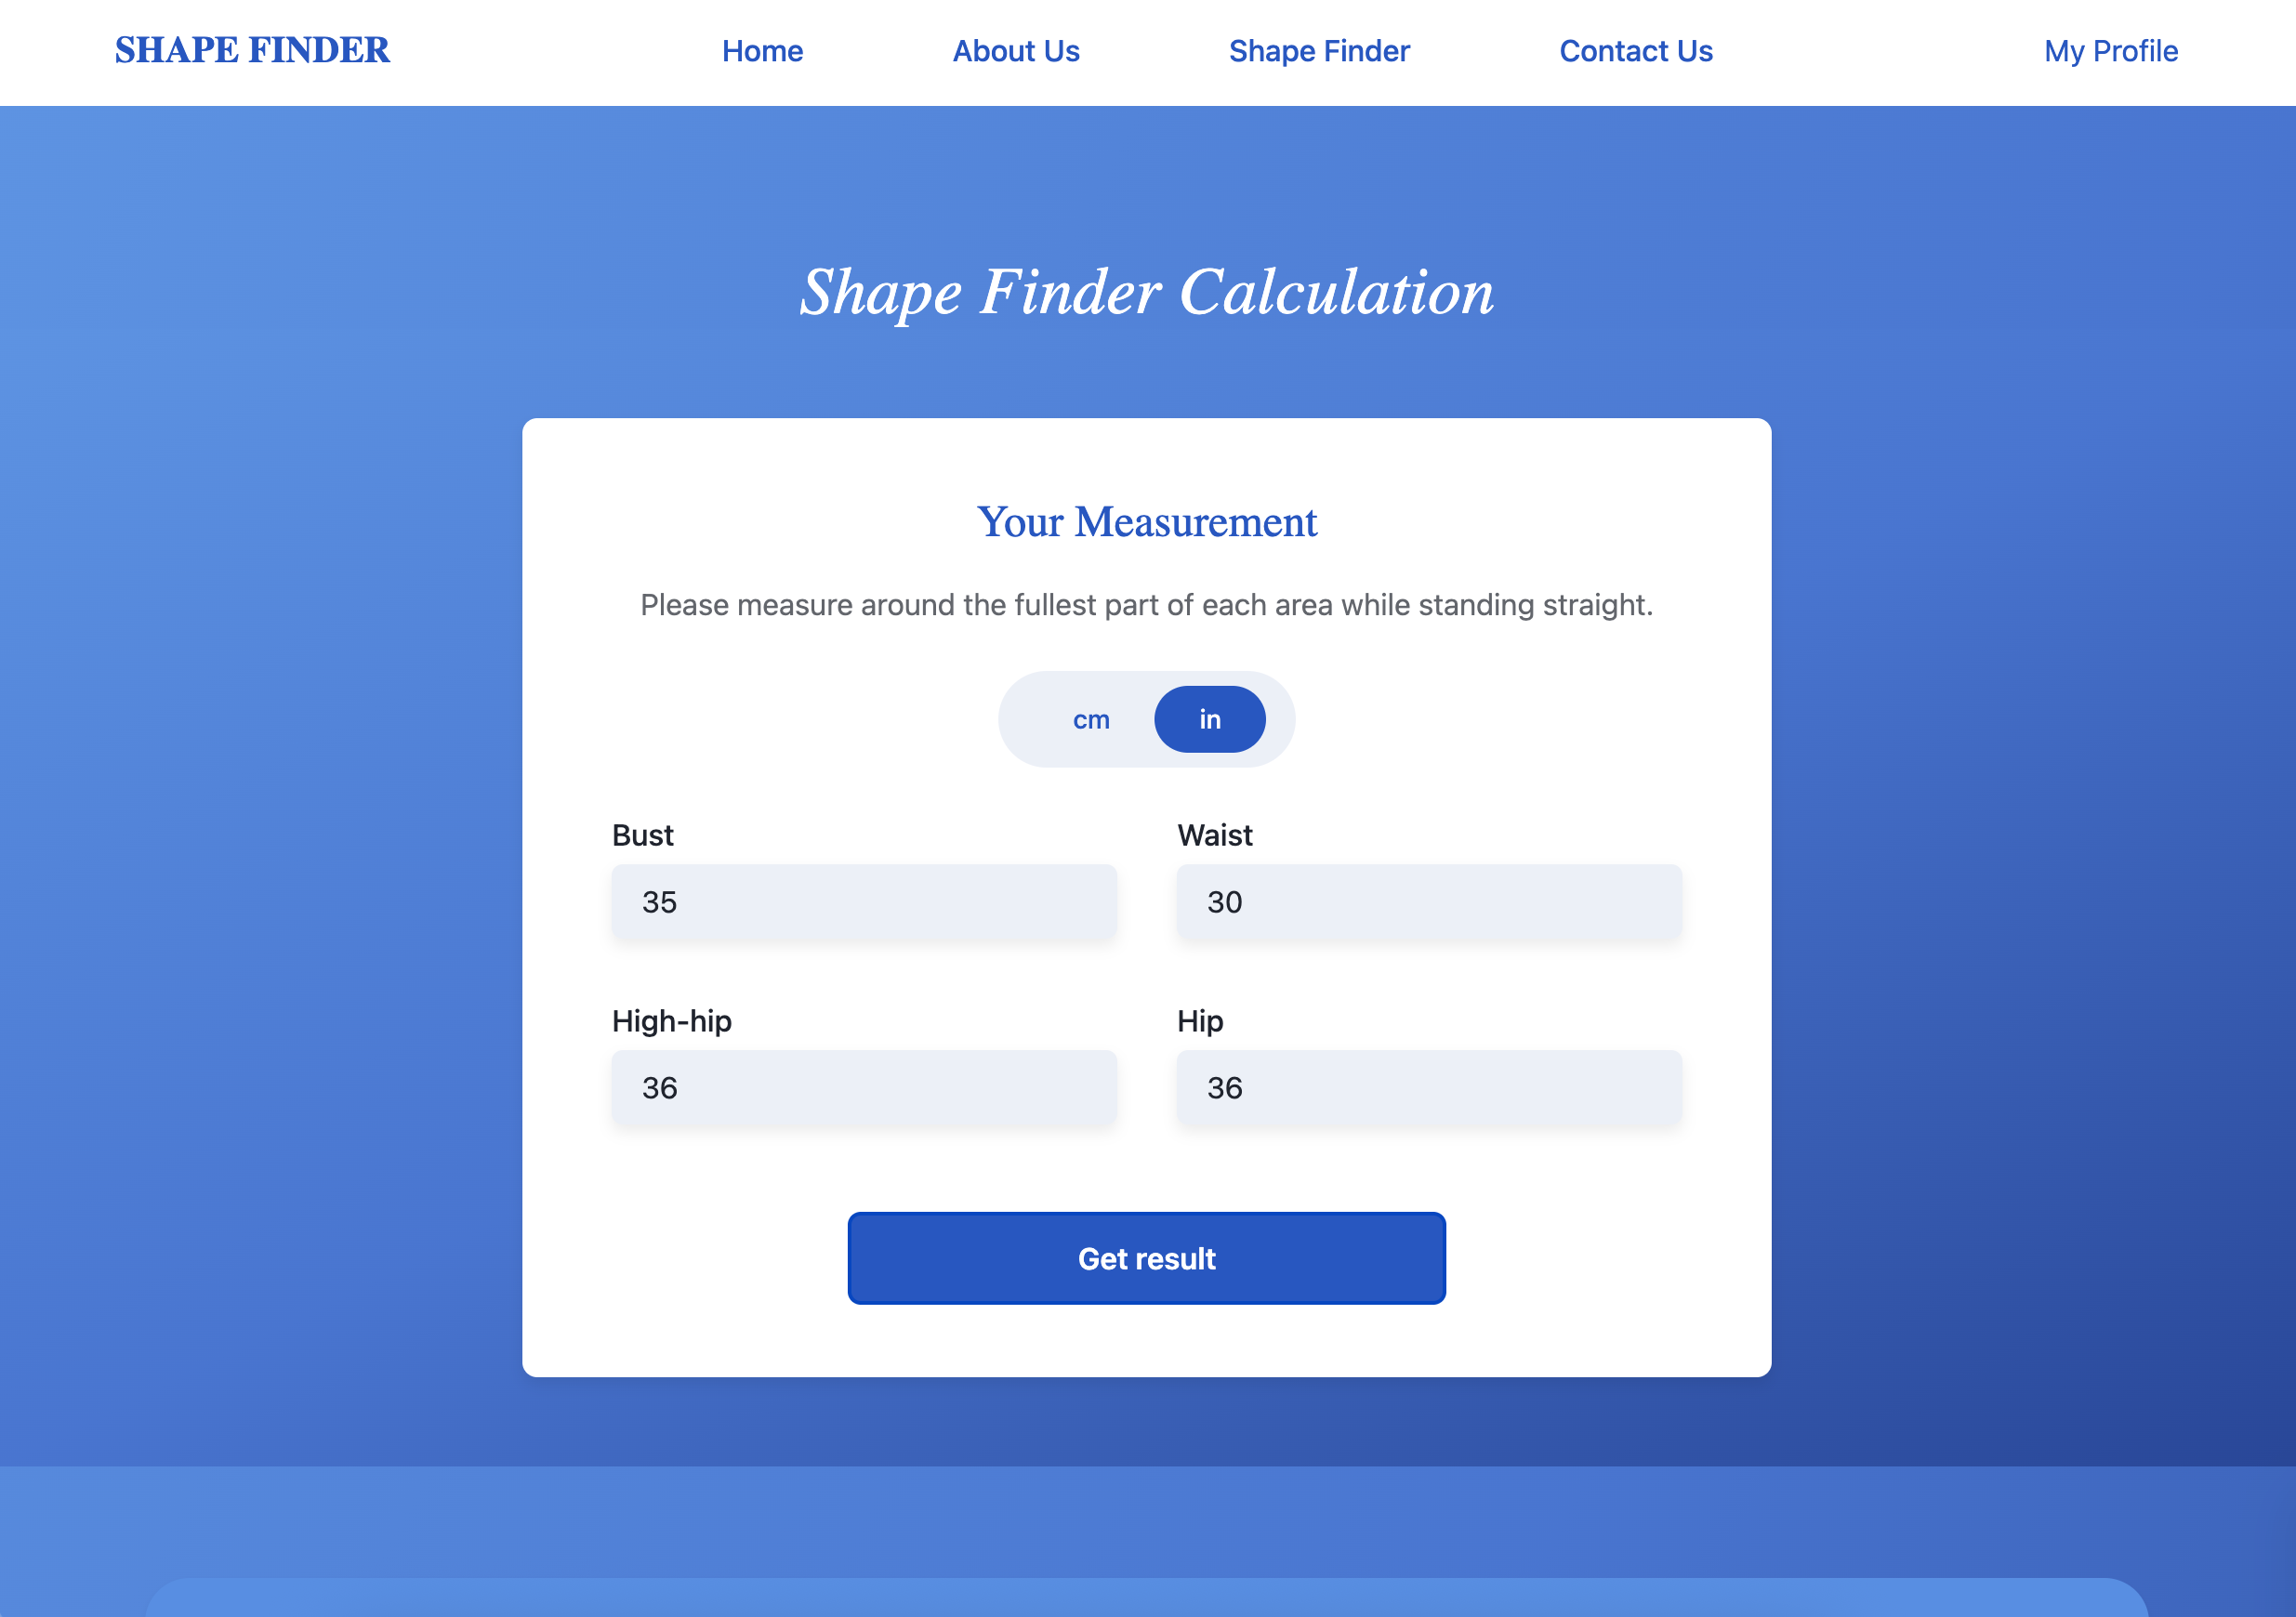 SHAPE FINDER
Home
About Us
Shape Finder
Contact Us
My Profile
Shape Finder Calculation
Your Measurement
Please measure around the fullest part of each area while standing straight.
cm
in
Bust
Waist
35
30
High-hip
Hip
36
36
Get result